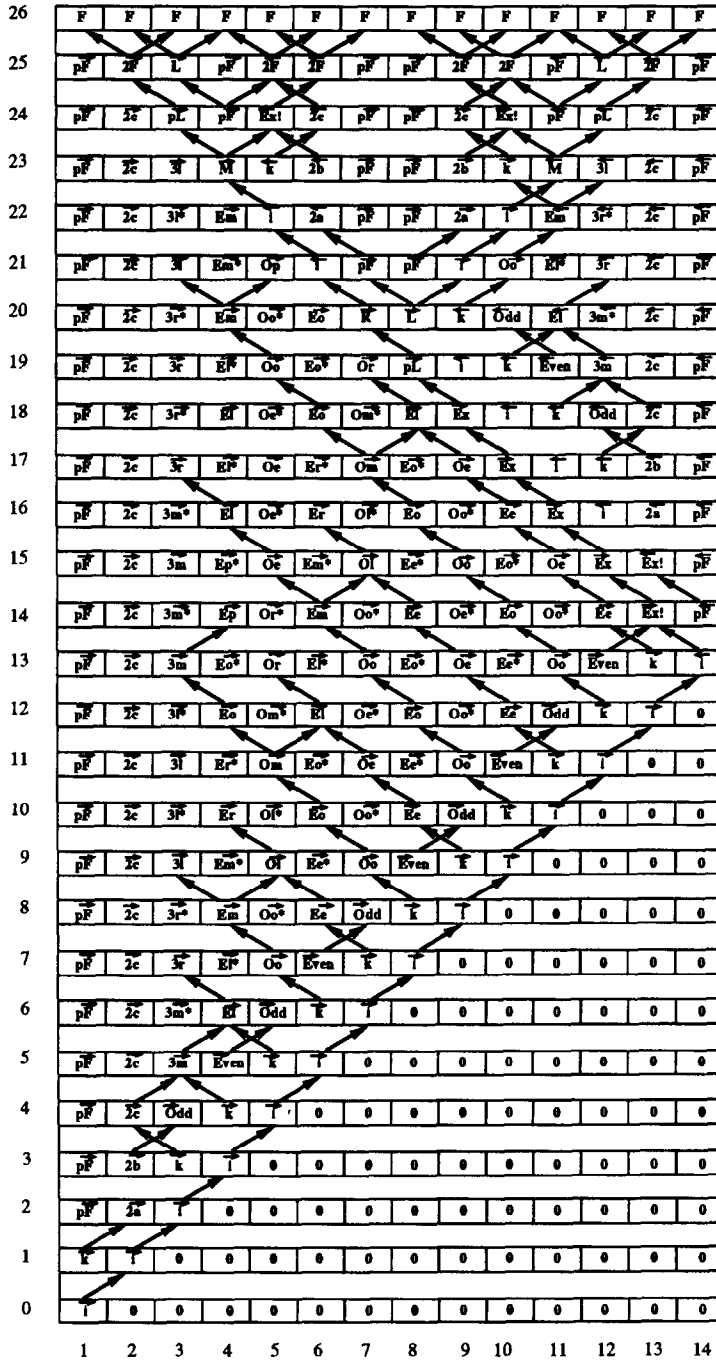 26 F F F F F F F F F F F F F F
25 pF 2F L pF 2F 2F pF pF 2F 2F pF L 2F pF
24 pF 2c pL pF Ex! 2c pF pF 2c Ex! pF pL 2c pF
23 pF 2c 3l M k 2b pF pF 2b k M 3l 2c pF
22 pF 2c 3l* Em i 2a pF pF 2a i Em 3r* 2c pF
21 pF 2c 3l Em* Op i pF pF i Oo El* 3r 2c pF
20 pF 2c 3r* Em Oo* Eo R L k Odd El 3m* 2c pF
19 pF 2c 3r El* Oo Eo* Or pL i k Even 3m 2c pF
18 pF 2c 3r* El Oe* Eo Om* El Ex i k Odd 2c pF
17 pF 2c 3r El* Oe Er* Om Eo* Oe Ex i k 2b pF
16 pF 2c 3m* El Oe* Er Ol* Eo Oo* Ee Ex i 2a pF
15 pF 2c 3m Ep* Oe Em* Ol Ee* Oo Eo* Oe Ex Ex! pF
14 pF 2c 3m* Ep Or* Em Oo* Ee Oe* Eo Oo* Ee Ex! pF
13 pF 2c 3m Eo* Or El* Oo Eo* Oe Ee* Oo Even k i
12 pF 2c 3l* Eo Om* El Oe* Eo Oo* Ee Odd k i 0
11 pF 2c 3l Er* Om Eo* Oe Ee* Oo Even k i 0 0
10 pF 2c 3l* Er Ol* Eo Oo* Ee Odd k i 0 0 0
9 pF 2c 3l Em* Ol Ee* Oo Even k i 0 0 0 0
8 pF 2c 3r* Em Oo* Ee Odd k i 0 0 0 0 0
7 pF 2c 3r El* Oo Even k i 0 0 0 0 0 0
6 pF 2c 3m* El Odd k i 0 0 0 0 0 0 0
5 pF 2c 3m Even k i 0 0 0 0 0 0 0 0
4 pF 2c Odd k i 0 0 0 0 0 0 0 0 0
3 pF 2b k i 0 0 0 0 0 0 0 0 0 0
2 pF 2a i 0 0 0 0 0 0 0 0 0 0 0
1 k i 0 0 0 0 0 0 0 0 0 0 0 0
0 i 0 0 0 0 0 0 0 0 0 0 0 0 0
1 2 3 4 5 6 7 8 9 10 11 12 13 14